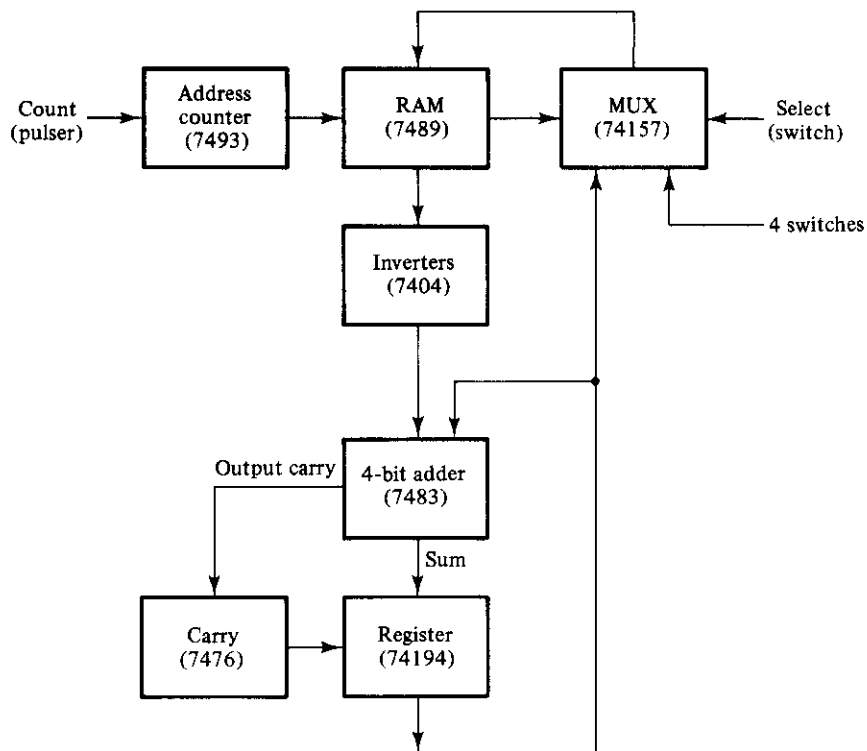 Count
(pulser)
Address
counter
(7493)
RAM
(7489)
MUX
(74157)
Select
(switch)
4 switches
Inverters
(7404)
Output carry
4-bit adder
(7483)
Sum
Carry
(7476)
Register
(74194)